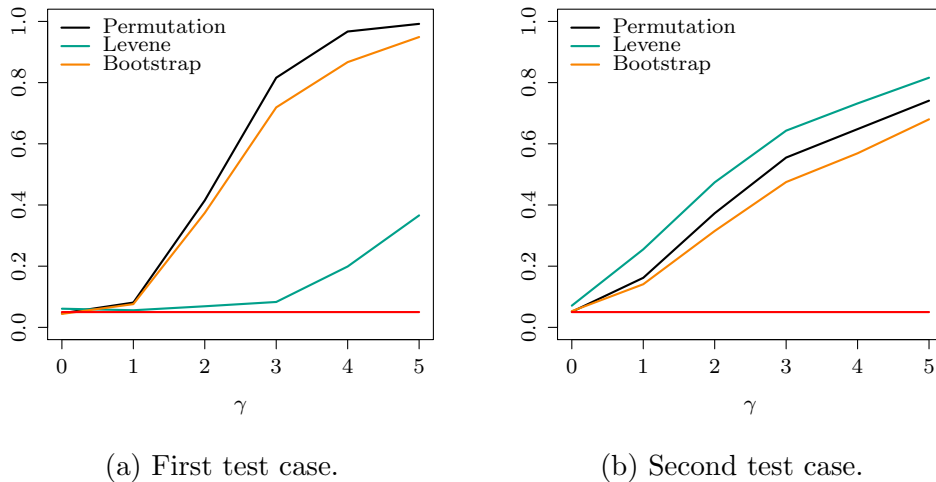 Permutation
Levene
Bootstrap
1.0
0.8
0.6
0.4
0.2
0.0
0 1 2 3 4 5
γ
(a) First test case.
Permutation
Levene
Bootstrap
1.0
0.8
0.6
0.4
0.2
0.0
0 1 2 3 4 5
γ
(b) Second test case.